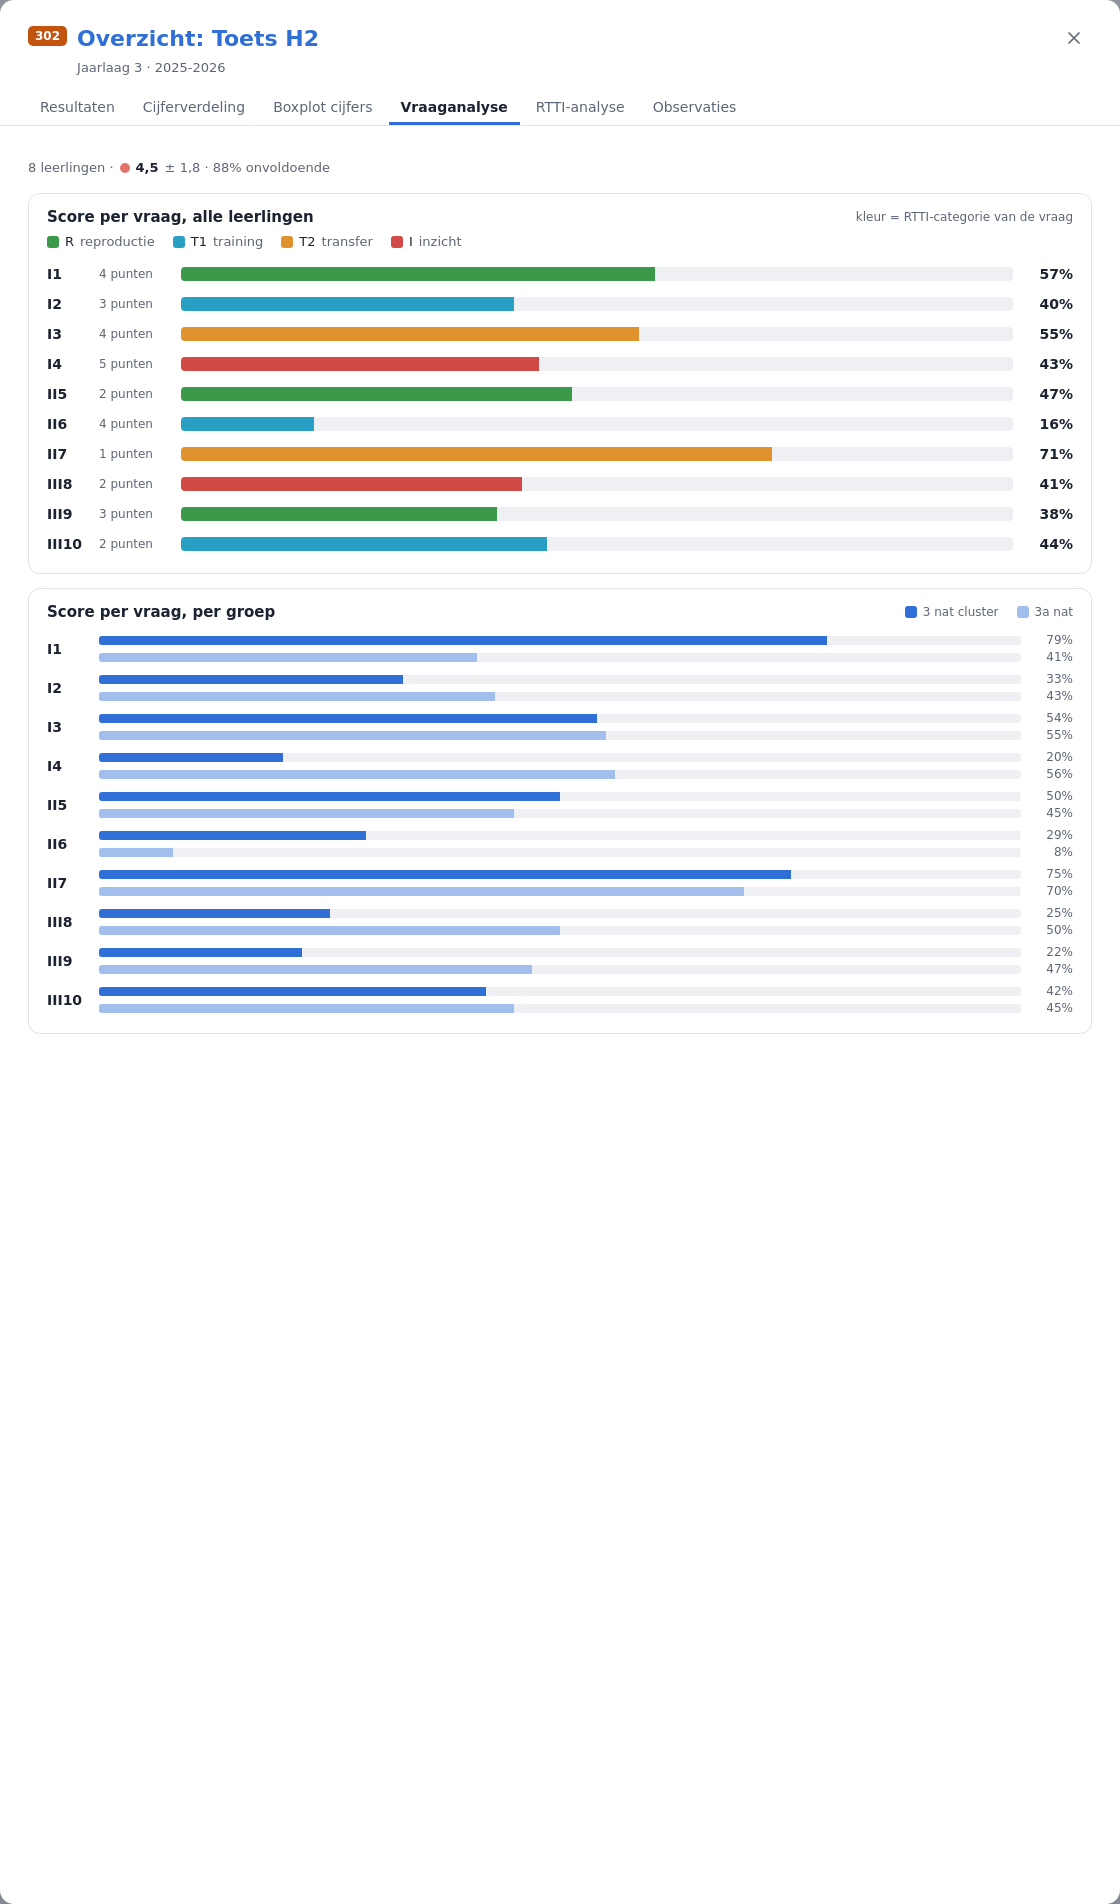 302 Overzicht: Toets H2
Jaarlaag 3 · 2025-2026
Resultaten Cijferverdeling Boxplot cijfers Vraaganalyse RTTI-analyse Observaties
8 leerlingen · 4,5 ± 1,8 · 88% onvoldoende
Score per vraag, alle leerlingen kleur = RTTI-categorie van de vraag
R reproductie T1 training T2 transfer I inzicht
I1 4 punten 57%
I2 3 punten 40%
I3 4 punten 55%
I4 5 punten 43%
II5 2 punten 47%
II6 4 punten 16%
II7 1 punten 71%
III8 2 punten 41%
III9 3 punten 38%
III10 2 punten 44%
Score per vraag, per groep 3 nat cluster 3a nat
I1 79%
41%
I2 33%
43%
I3 54%
55%
I4 20%
56%
II5 50%
45%
II6 29%
8%
II7 75%
70%
III8 25%
50%
III9 22%
47%
III10 42%
45%